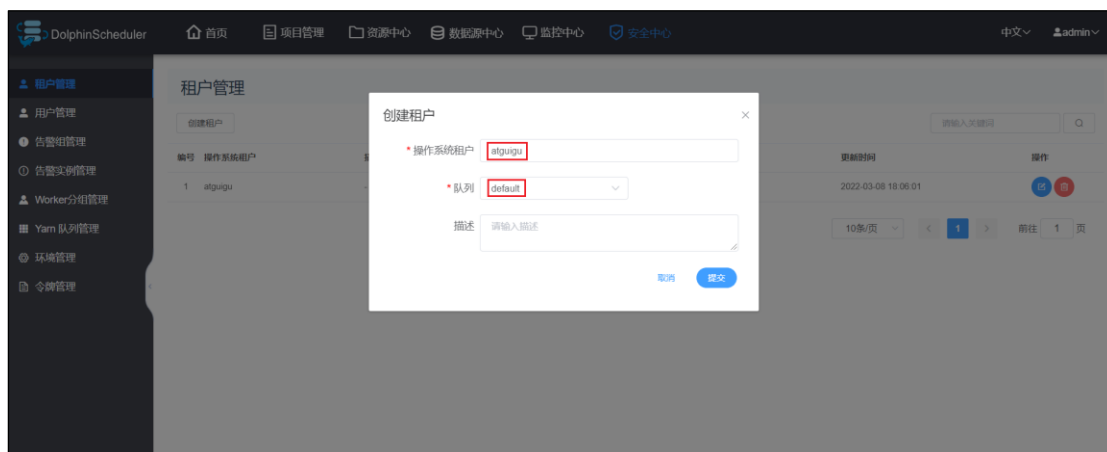 DolphinScheduler 首页 项目管理 资源中心 数据源中心 监控中心 安全中心 中文 admin
租户管理
用户管理
告警组管理
告警实例管理
Worker分组管理
Yarn 队列管理
环境管理
令牌管理
租户管理
创建租户 请输入关键词
编号 操作系统租户 更新时间 操作
1 atguigu - 2022-03-08 18:06:01
10条/页 1 前往 1 页
创建租户
* 操作系统租户 atguigu
* 队列 default
描述 请输入描述
取消 提交